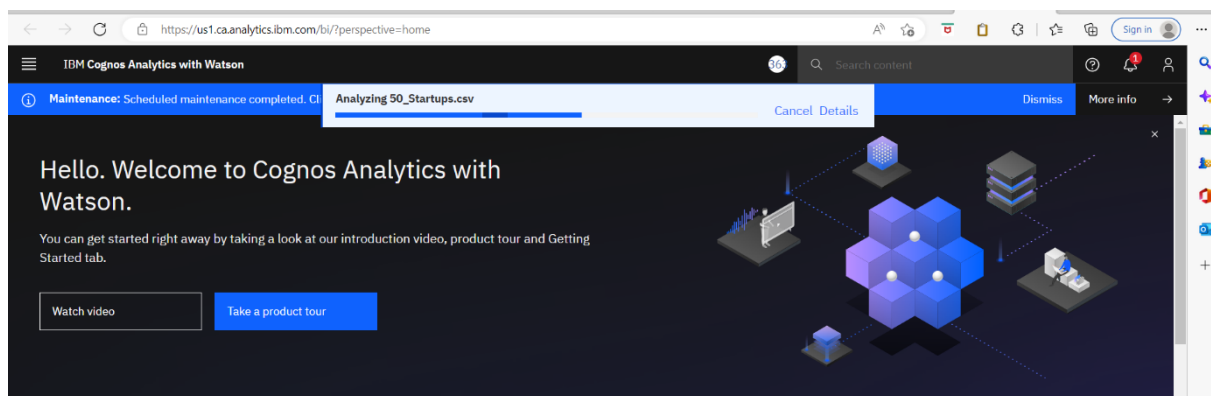 https://us1.ca.analytics.ibm.com/bi/?perspective=home
Sign in
IBM Cognos Analytics with Watson
Search content
1
Maintenance: Scheduled maintenance completed. Cli
Analyzing 50_Startups.csv
Cancel Details
Dismiss
More info
Hello. Welcome to Cognos Analytics with
Watson.
You can get started right away by taking a look at our introduction video, product tour and Getting
Started tab.
Watch video
Take a product tour